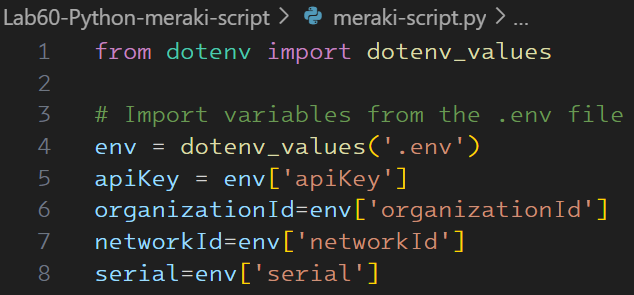 Lab60-Python-meraki-script > meraki-script.py > ...
1 from dotenv import dotenv_values
2
3 # Import variables from the .env file
4 env = dotenv_values('.env')
5 apiKey = env['apiKey']
6 organizationId=env['organizationId']
7 networkId=env['networkId']
8 serial=env['serial']